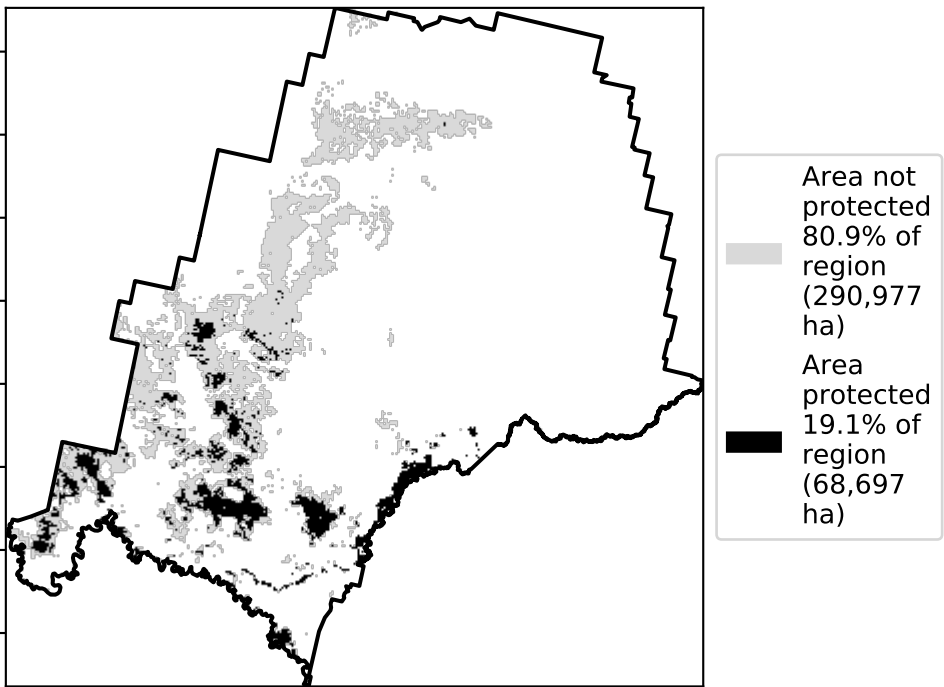 Area not
protected
80.9% of
region
(290,977
ha)
Area
protected
19.1% of
region
(68,697
ha)